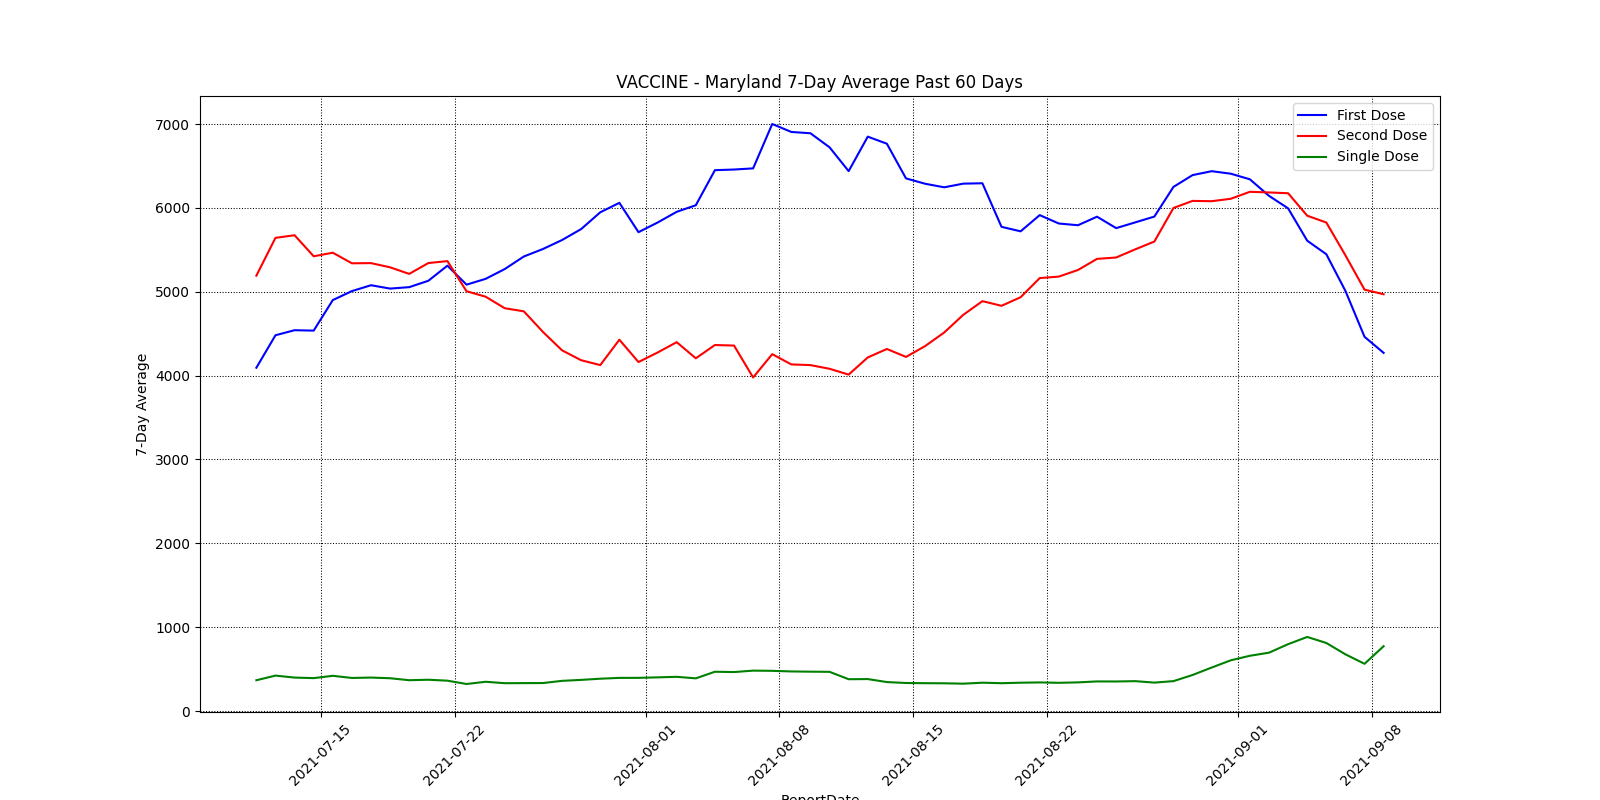 VACCINE - Maryland 7-Day Average Past 60 Days
First Dose
Second Dose
Single Dose
7000
6000
5000
4000
3000
2000
1000
0
7-Day Average
2021-07-15
2021-07-22
2021-08-01
2021-08-08
2021-08-15
2021-08-22
2021-09-01
2021-09-08
ReportDate